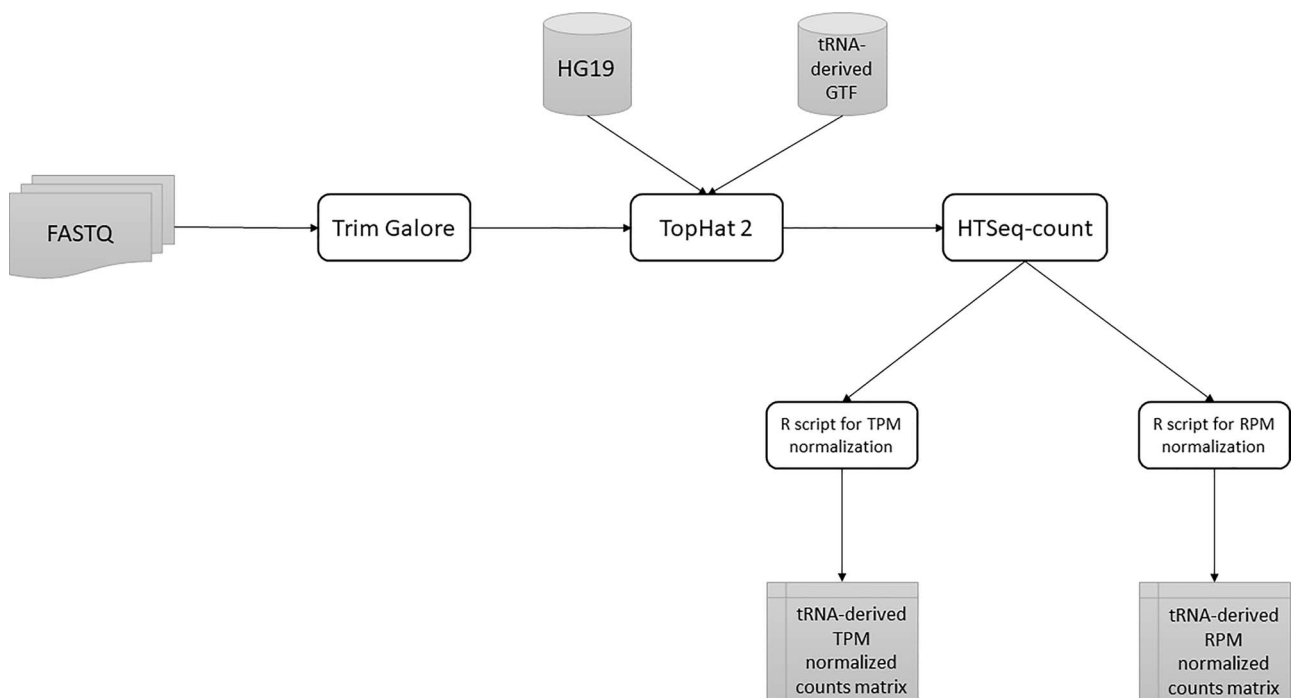 HG19
tRNA-
derived
GTF
FASTQ
Trim Galore
TopHat 2
HTSeq-count
R script for TPM
normalization
R script for RPM
normalization
tRNA-derived
TPM
normalized
counts matrix
tRNA-derived
RPM
normalized
counts matrix